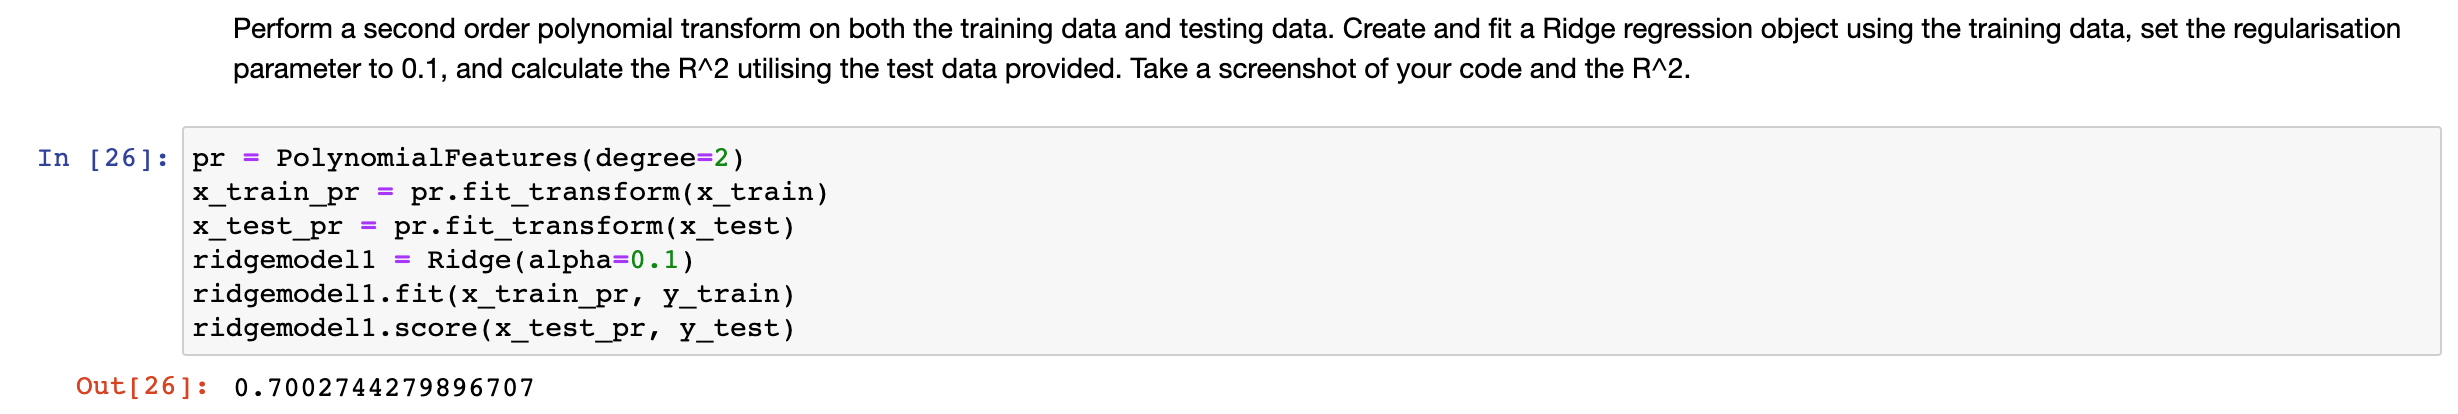 Perform a second order polynomial transform on both the training data and testing data. Create and fit a Ridge regression object using the training data, set the regularisation
parameter to 0.1, and calculate the R^2 utilising the test data provided. Take a screenshot of your code and the R^2.
In [26]: pr = PolynomialFeatures(degree=2)
x_train_pr = pr.fit_transform(x_train)
x_test_pr = pr.fit_transform(x_test)
ridgemodel1 = Ridge(alpha=0.1)
ridgemodel1.fit(x_train_pr, y_train)
ridgemodel1.score(x_test_pr, y_test)
Out[26]: 0.7002744279896707